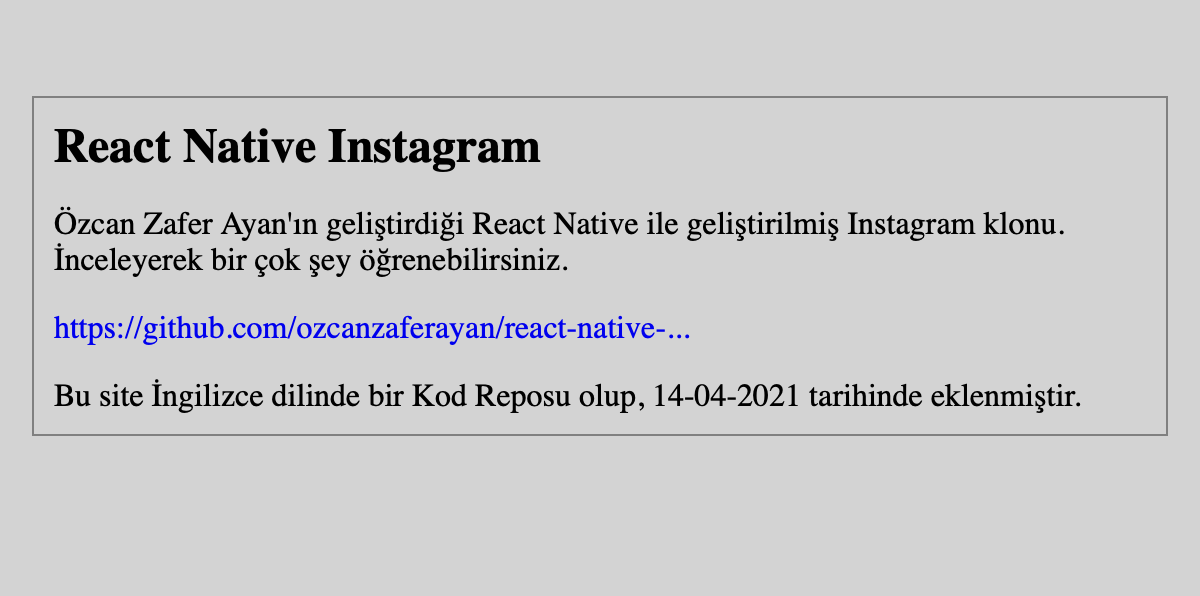 React Native Instagram
Özcan Zafer Ayan'ın geliştirdiği React Native ile geliştirilmiş Instagram klonu.
İnceleyerek bir çok şey öğrenebilirsiniz.
https://github.com/ozcanzaferayan/react-native-...
Bu site İngilizce dilinde bir Kod Reposu olup, 14-04-2021 tarihinde eklenmiştir.